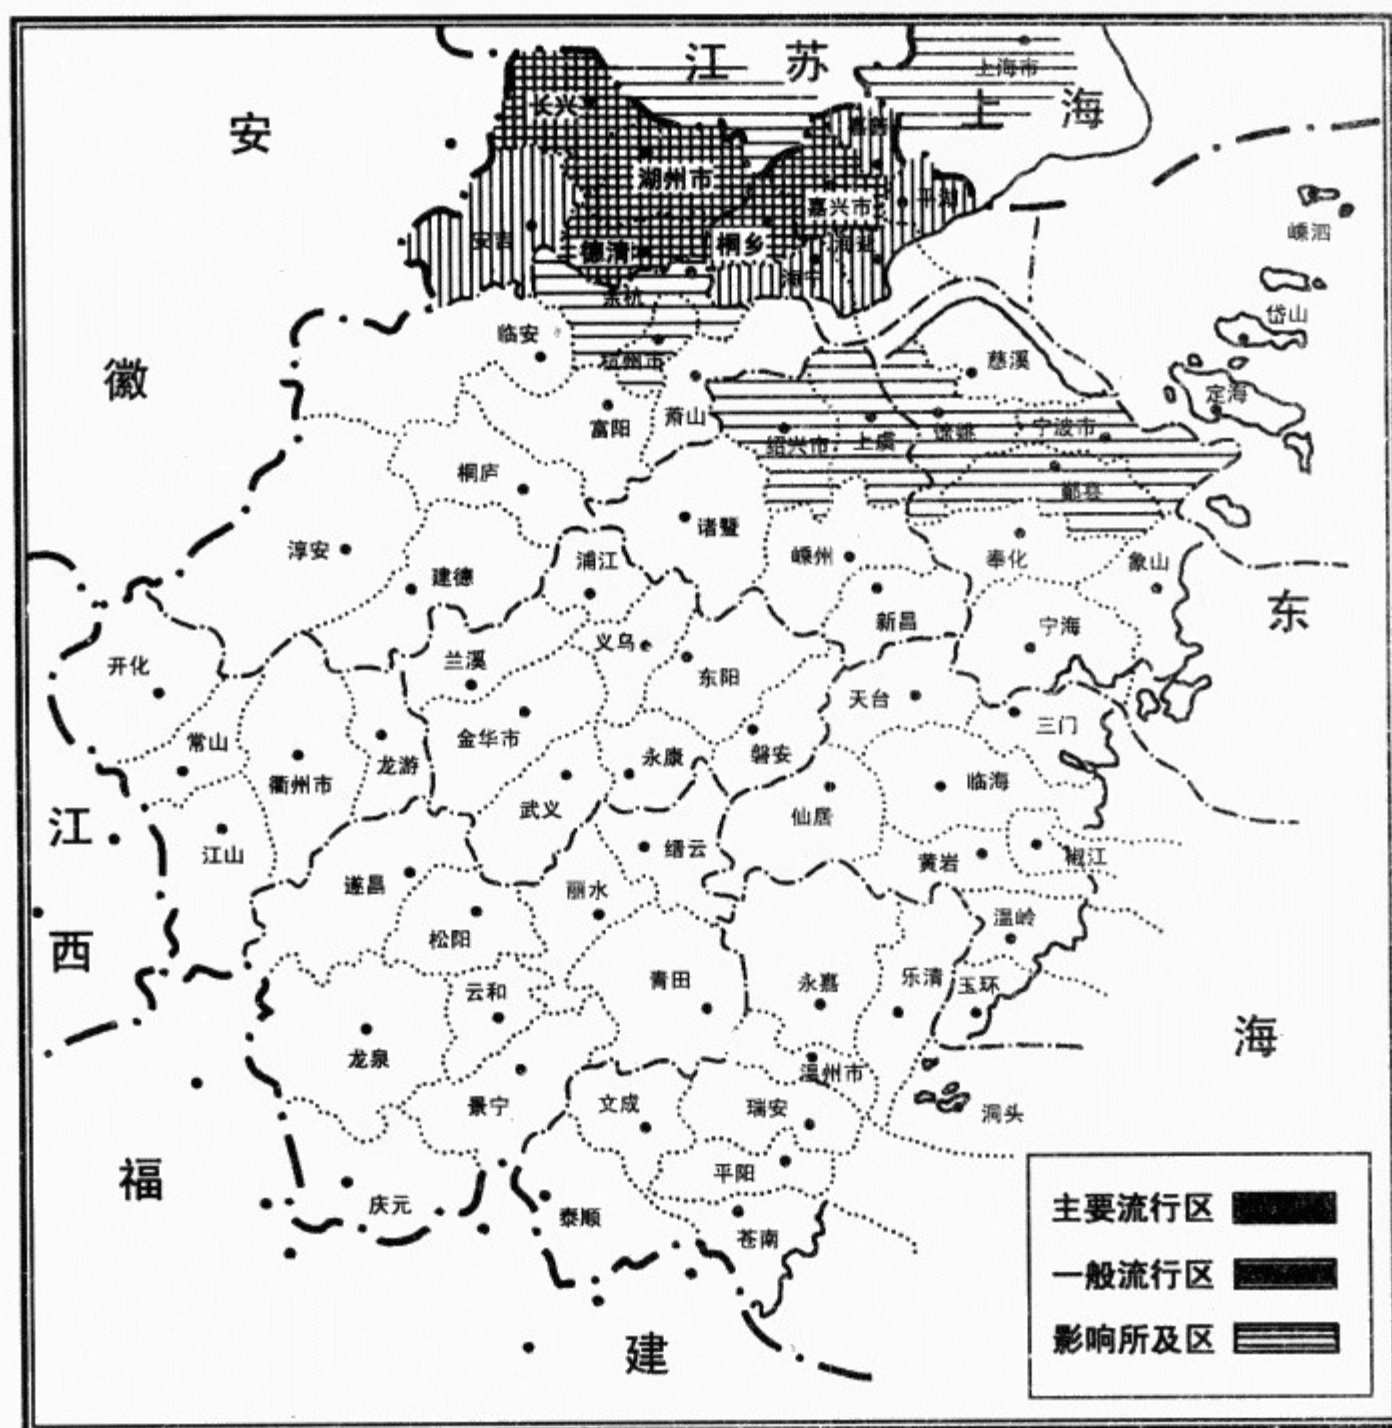 江 苏
上海市
上 海
安
长兴
嘉善
湖州市
嘉兴市
平湖
嵊泗
安吉
德清
桐乡
海盐
海宁
余杭
岱山
临安
杭州市
慈溪
徽
定海
富阳
萧山
绍兴市
上虞
余姚
宁波市
桐庐
鄞县
诸暨
淳安
建德
浦江
嵊州
奉化
象山
东
新昌
宁海
义乌
开化
兰溪
东阳
天台
三门
常山
金华市
龙游
永康
磐安
衢州市
临海
武义
仙居
江
江山
缙云
黄岩
椒江
遂昌
丽水
温岭
松阳
西
云和
青田
永嘉
乐清
玉环
龙泉
海
温州市
景宁
文成
瑞安
洞头
福
平阳
庆元
泰顺
苍南
建
主要流行区
一般流行区
影响所及区